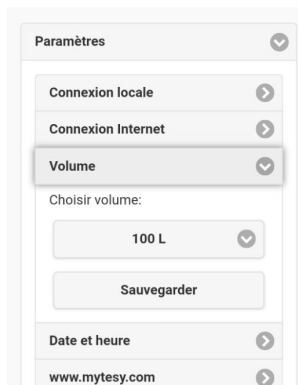 Paramètres
Connexion locale
Connexion Internet
Volume
Choisir volume:
100 L
Sauvegarder
Date et heure
www.mytesy.com